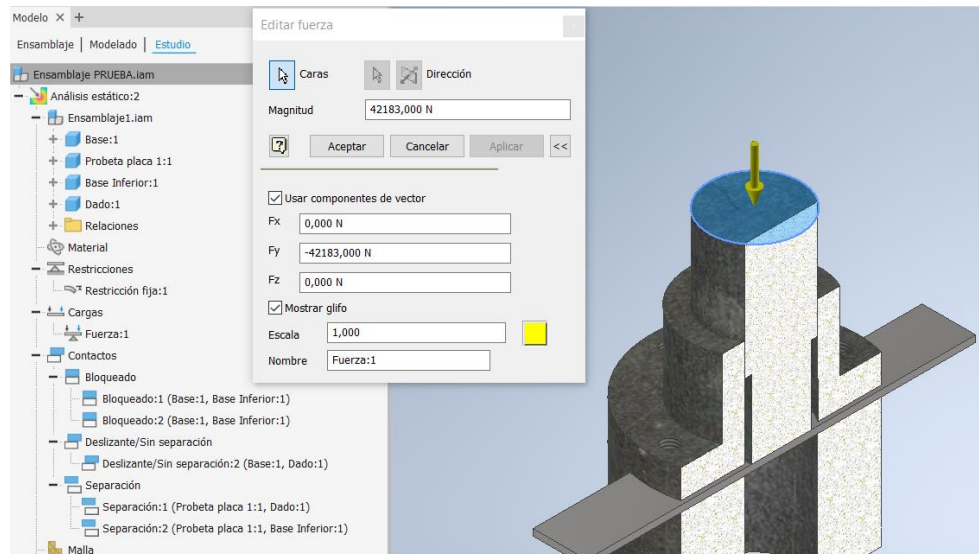 Modelo × +
Ensamblaje | Modelado | Estudio
Ensamblaje PRUEBA.iam
Análisis estático:2
Ensamblaje1.iam
Base:1
Probeta placa 1:1
Base Inferior:1
Dado:1
Relaciones
Material
Restricciones
Restricción fija:1
Cargas
Fuerza:1
Contactos
Bloqueado
Bloqueado:1 (Base:1, Base Inferior:1)
Bloqueado:2 (Base:1, Base Inferior:1)
Deslizante/Sin separación
Deslizante/Sin separación:2 (Base:1, Dado:1)
Separación
Separación:1 (Probeta placa 1:1, Dado:1)
Separación:2 (Probeta placa 1:1, Base Inferior:1)
Malla
Editar fuerza
Caras Dirección
Magnitud 42183,000 N
Aceptar Cancelar Aplicar <<
Usar componentes de vector
Fx 0,000 N
Fy -42183,000 N
Fz 0,000 N
Mostrar glifo
Escala 1,000
Nombre Fuerza:1